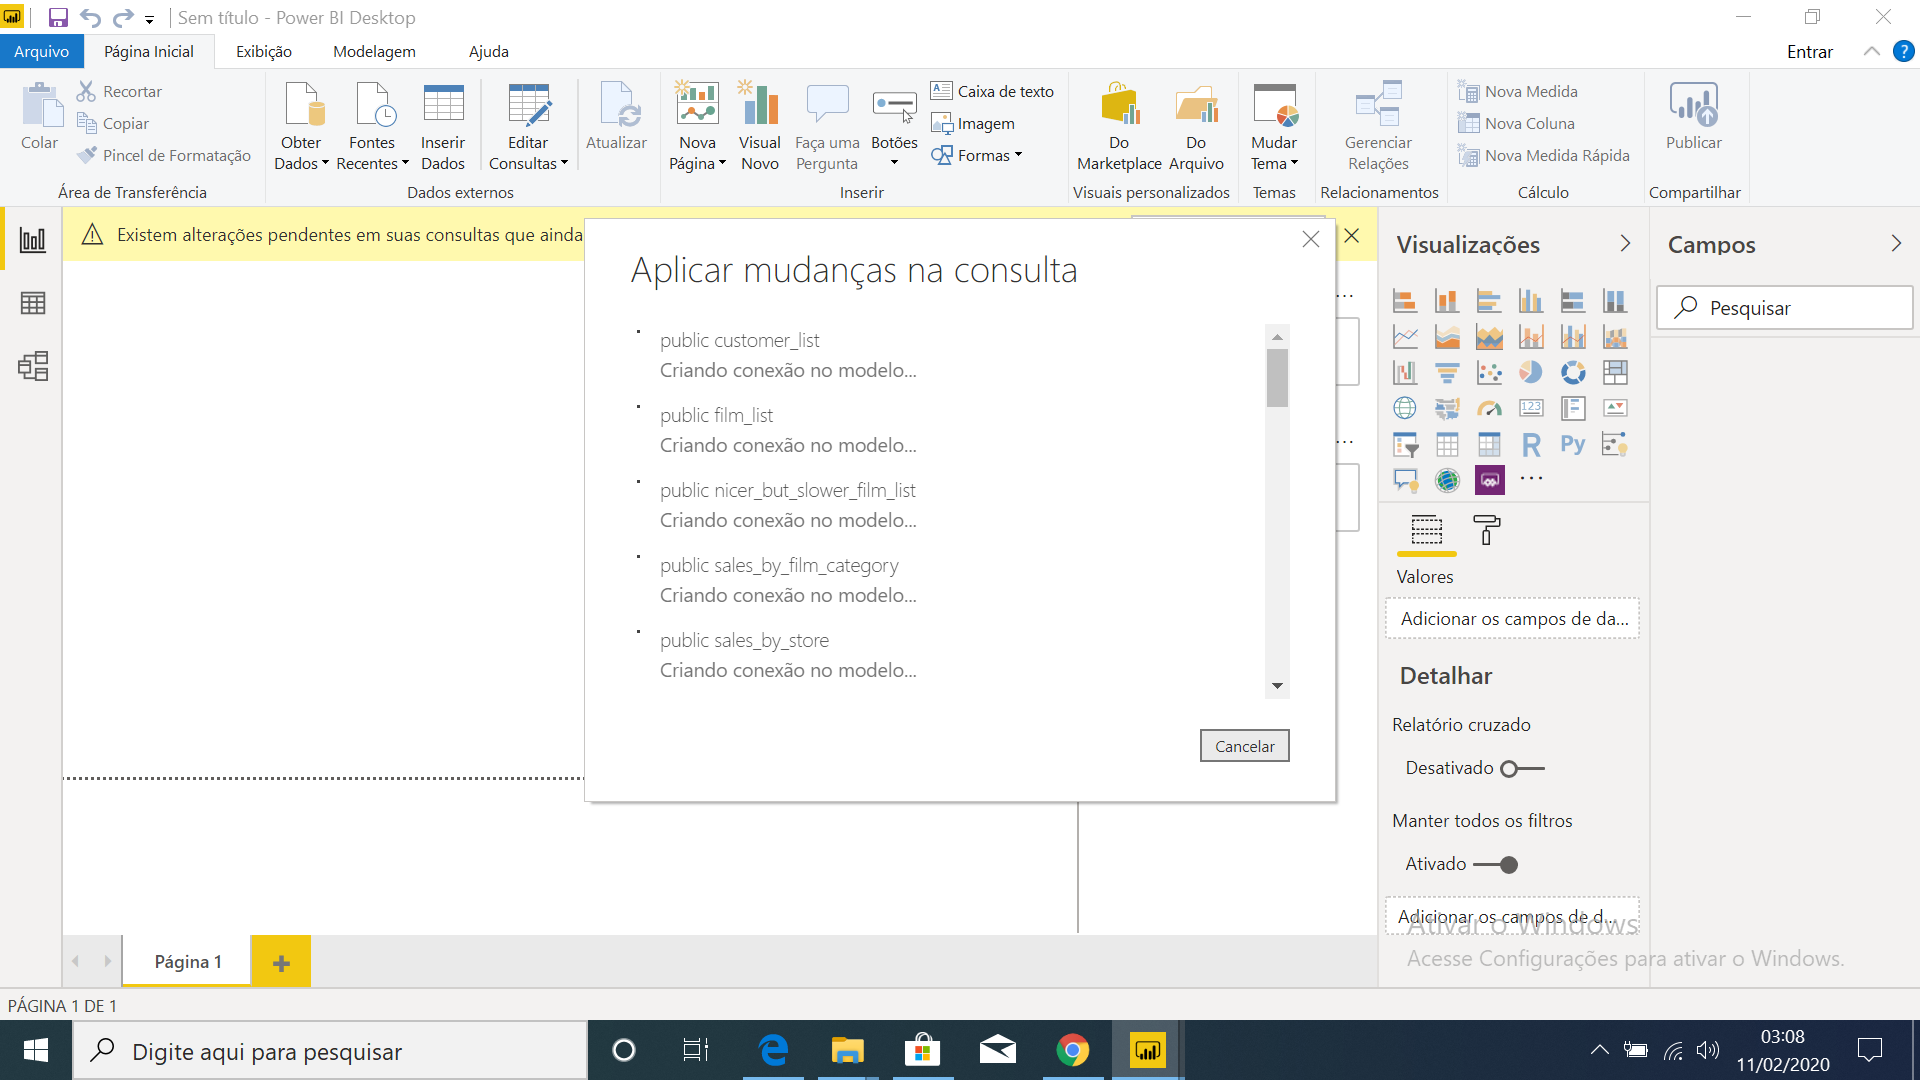 Sem título - Power BI Desktop
Arquivo
Página Inicial
Exibição
Modelagem
Ajuda
Entrar
?
Colar
Recortar
Copiar
Pincel de Formatação
Área de Transferência
Obter Dados
Fontes Recentes
Inserir Dados
Editar Consultas
Atualizar
Dados externos
Nova Página
Visual Novo
Faça uma Pergunta
Botões
Caixa de texto
Imagem
Formas
Inserir
Do Marketplace
Do Arquivo
Visuais personalizados
Mudar Tema
Temas
Gerenciar Relações
Relacionamentos
Nova Medida
Nova Coluna
Nova Medida Rápida
Cálculo
Publicar
Compartilhar
Existem alterações pendentes em suas consultas que ainda
Aplicar mudanças na consulta
public customer_list
Criando conexão no modelo...
public film_list
Criando conexão no modelo...
public nicer_but_slower_film_list
Criando conexão no modelo...
public sales_by_film_category
Criando conexão no modelo...
public sales_by_store
Criando conexão no modelo...
Cancelar
...
...
Visualizações
123
R
Py
...
Valores
Adicionar os campos de da...
Detalhar
Relatório cruzado
Desativado
Manter todos os filtros
Ativado
Adicionar os campos de d...
Campos
Pesquisar
Ativar o Windows
Acesse Configurações para ativar o Windows.
Página 1
+
PÁGINA 1 DE 1
Digite aqui para pesquisar
03:08
11/02/2020